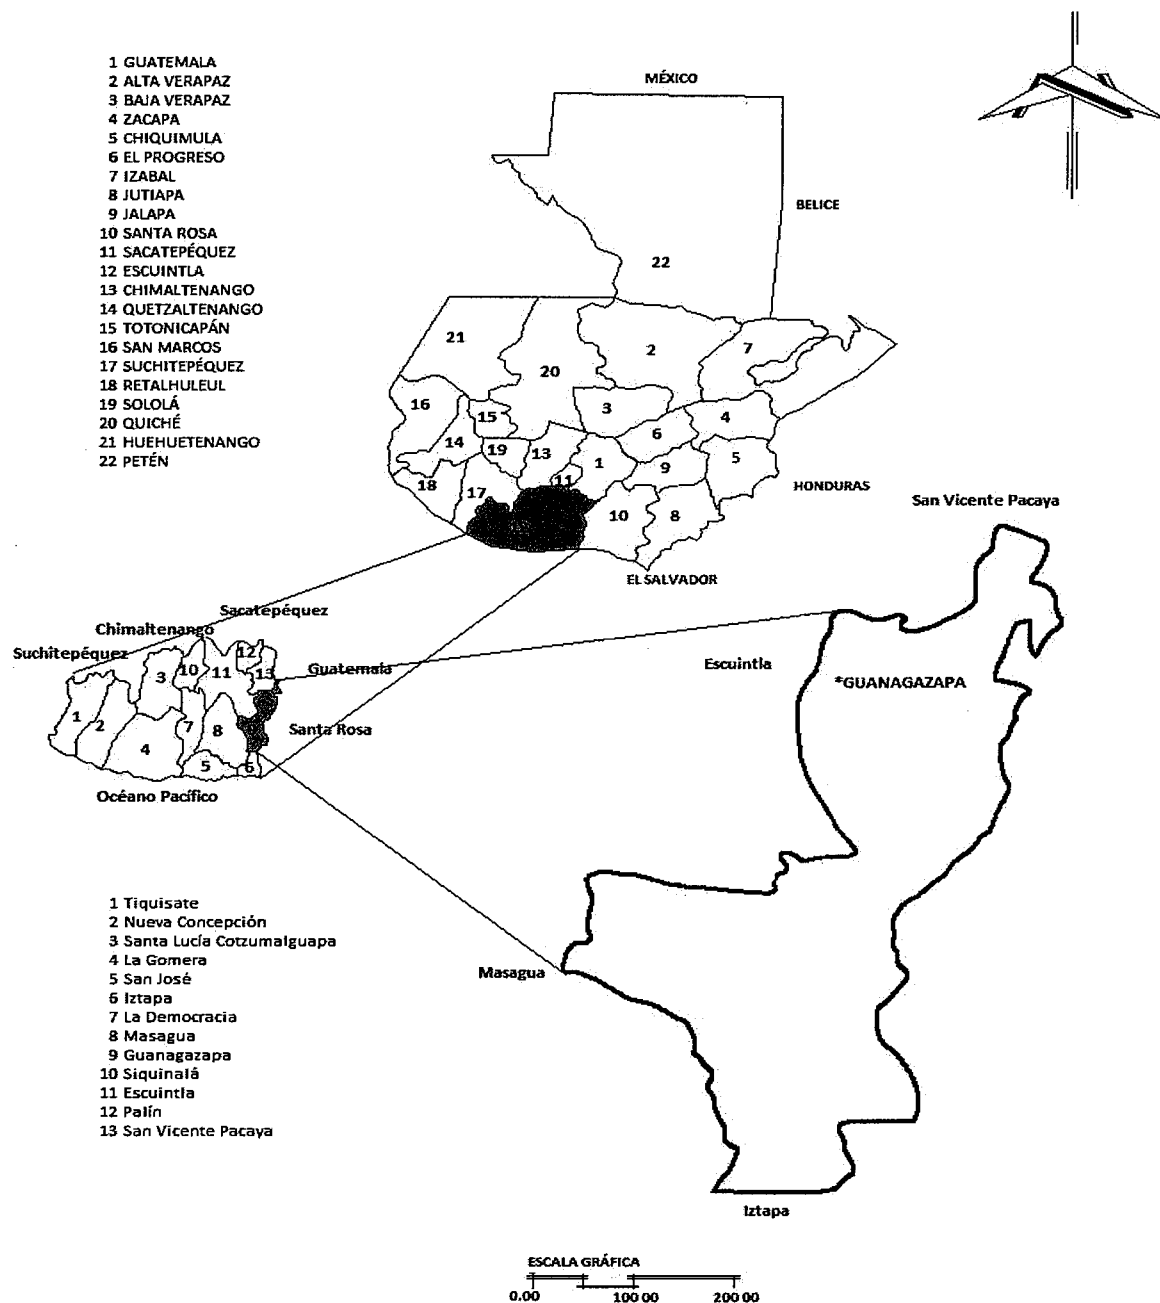 1 GUATEMALA
2 ALTA VERAPAZ
3 BAJA VERAPAZ
4 ZACAPA
5 CHIQUIMULA
6 EL PROGRESO
7 IZABAL
8 JUTIAPA
9 JALAPA
10 SANTA ROSA
11 SACATEPÉQUEZ
12 ESCUINTLA
13 CHIMALTENANGO
14 QUETZALTENANGO
15 TOTONICAPÁN
16 SAN MARCOS
17 SUCHITEPÉQUEZ
18 RETALHULEUL
19 SOLOLÁ
20 QUICHÉ
21 HUEHUETENANGO
22 PETÉN
MÉXICO
BELICE
22
21
20
2
7
16
15
3
4
14
19
13
6
1
9
5
18
17
11
10
8
HONDURAS
EL SALVADOR
Sacatepéquez
Chimaltenango
Suchitepéquez
Guatemala
Santa Rosa
12
3
10
11
13
1
2
7
8
4
5
6
Océano Pacífico
San Vicente Pacaya
Escuintla
*GUANAGAZAPA
Masagua
Iztapa
1 Tiquisate
2 Nueva Concepción
3 Santa Lucía Cotzumalguapa
4 La Gomera
5 San José
6 Iztapa
7 La Democracia
8 Masagua
9 Guanagazapa
10 Siquinalá
11 Escuintla
12 Palín
13 San Vicente Pacaya
ESCALA GRÁFICA
0.00 100 00 200 00